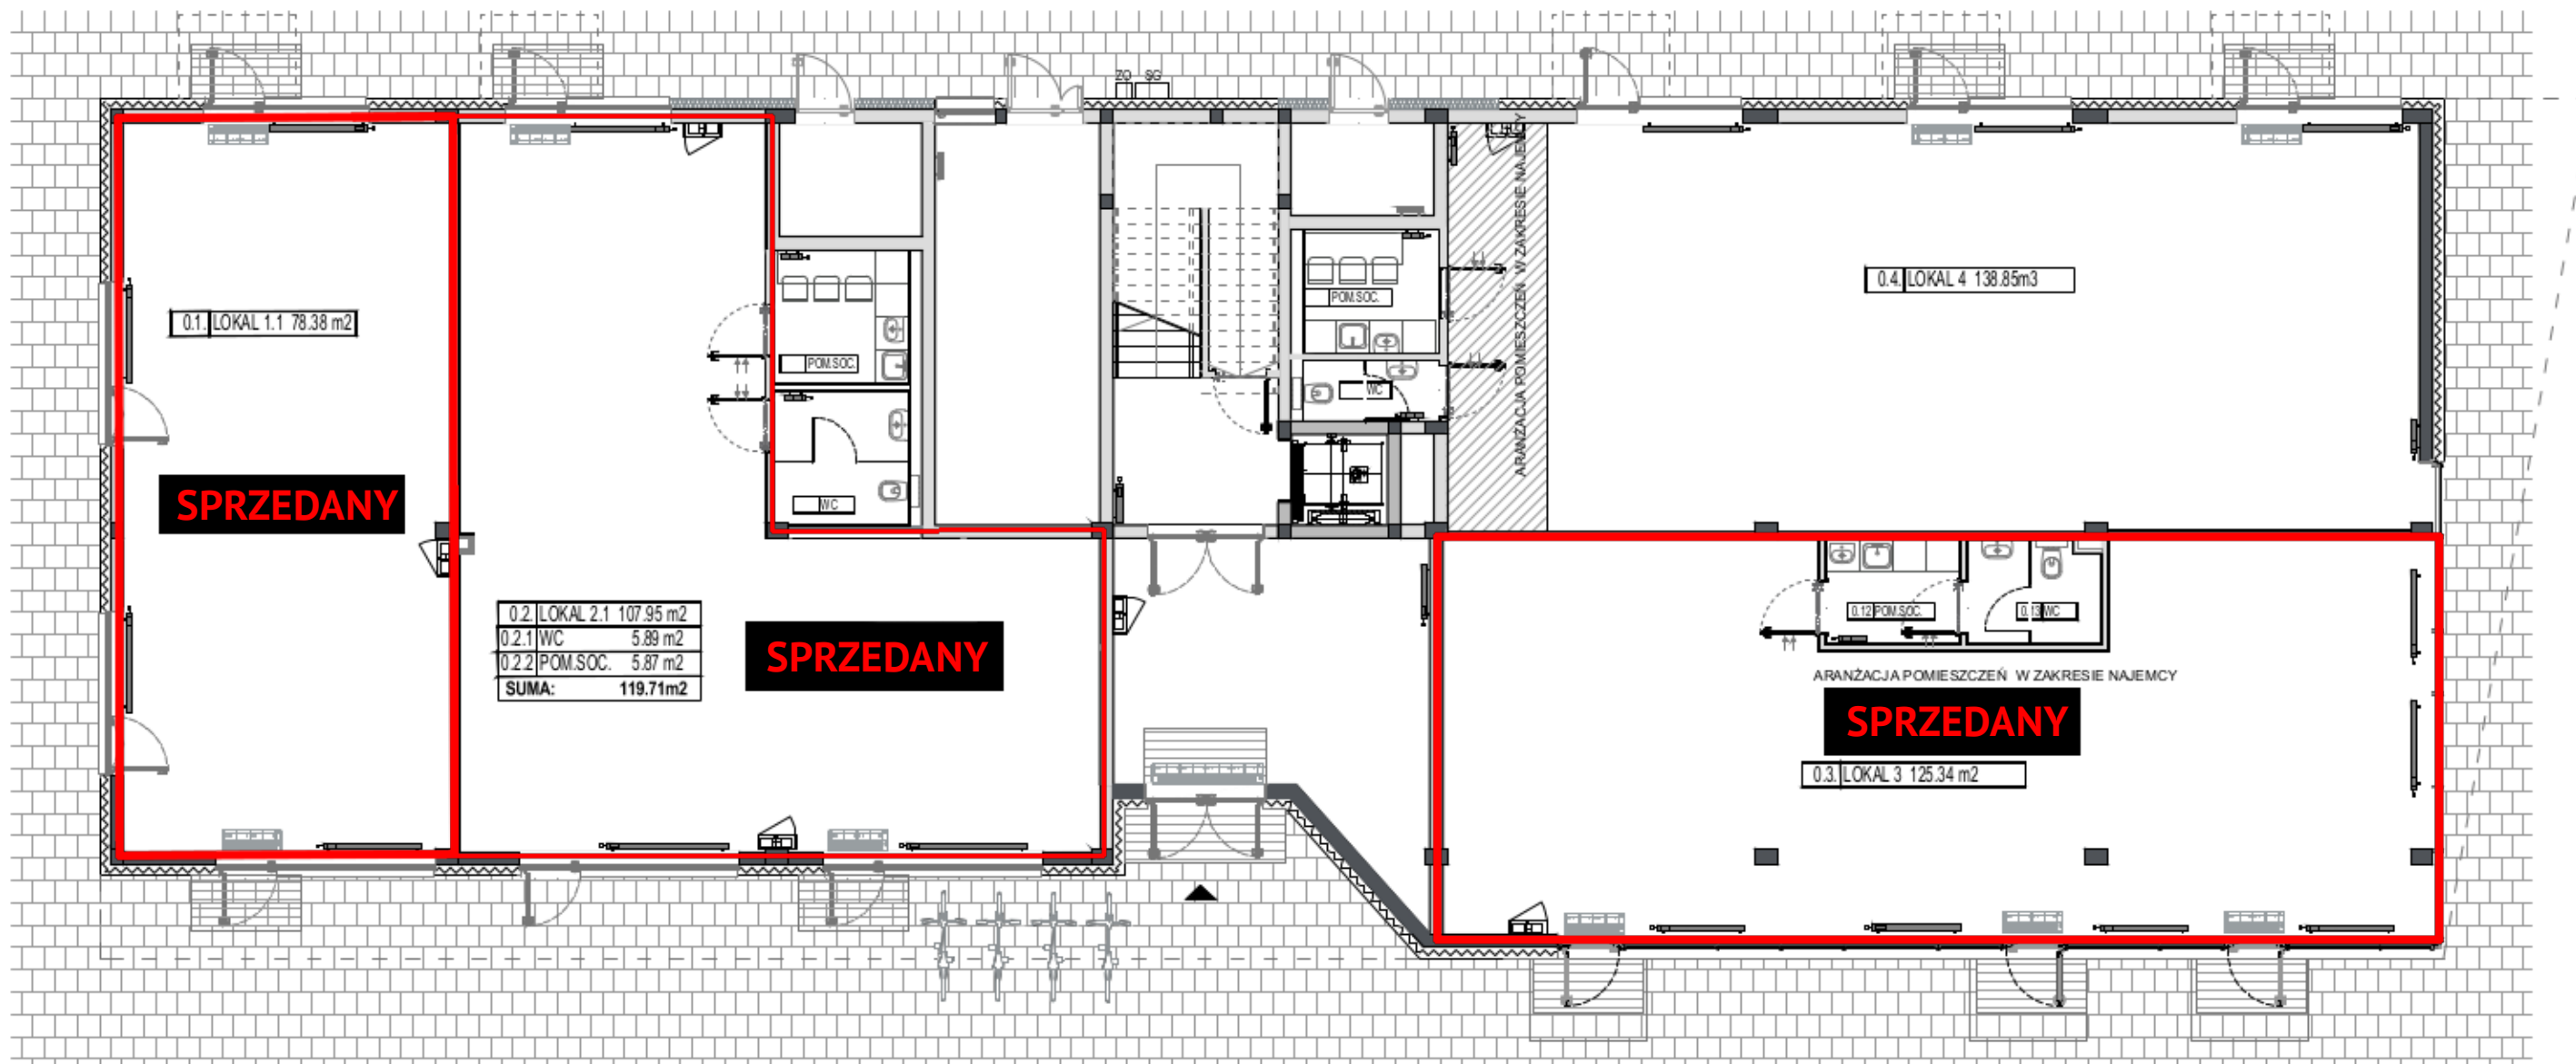 ZO SG
0.1. LOKAL 1.1 78.38 m2
SPRZEDANY
POM.SOC.
WC
0.2. LOKAL 2.1 107.95 m2
0.2.1 WC 5.89 m2
0.2.2 POM.SOC. 5.87 m2
SUMA: 119.71m2
SPRZEDANY
POM.SOC.
WC
ARANŻACJA POMIESZCZEŃ W ZAKRESIE NAJEMCY
0.4. LOKAL 4 138.85m3
0.12 POM.SOC.
0.13 WC
ARANŻACJA POMIESZCZEŃ W ZAKRESIE NAJEMCY
SPRZEDANY
0.3. LOKAL 3 125.34 m2